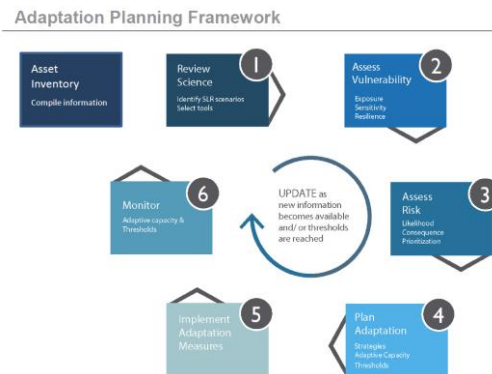 Adaptation Planning Framework
Asset
Inventory
Compile information
1
Review
Science
Identify SLR scenarios
Select tools
2
Assess
Vulnerability
Exposure
Sensitivity
Resilience
3
Assess
Risk
Likelihood
Consequence
Prioritization
4
Plan
Adaptation
Strategies
Adaptive Capacity
Thresholds
5
Implement
Adaptation
Measures
6
Monitor
Adaptive capacity &
Thresholds
UPDATE as
new information
becomes available
and/ or thresholds
are reached